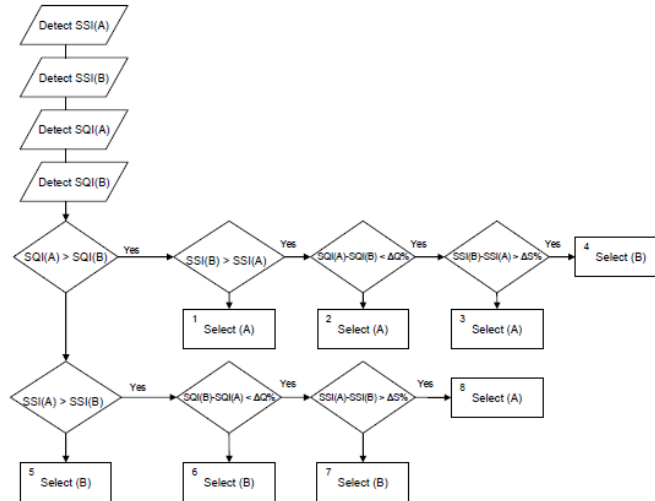 Detect SSI(A)
Detect SSI(B)
Detect SQI(A)
Detect SQI(B)
SQI(A) > SQI(B)
Yes
SSI(B) > SSI(A)
Yes
SQI(A)-SQI(B) < ΔQ%
Yes
SSI(B)-SSI(A) > ΔS%
Yes
4
Select (B)
1
Select (A)
2
Select (A)
3
Select (A)
SSI(A) > SSI(B)
Yes
SQI(B)-SQI(A) < ΔQ%
Yes
SSI(A)-SSI(B) > ΔS%
Yes
8
Select (A)
5
Select (B)
6
Select (B)
7
Select (B)